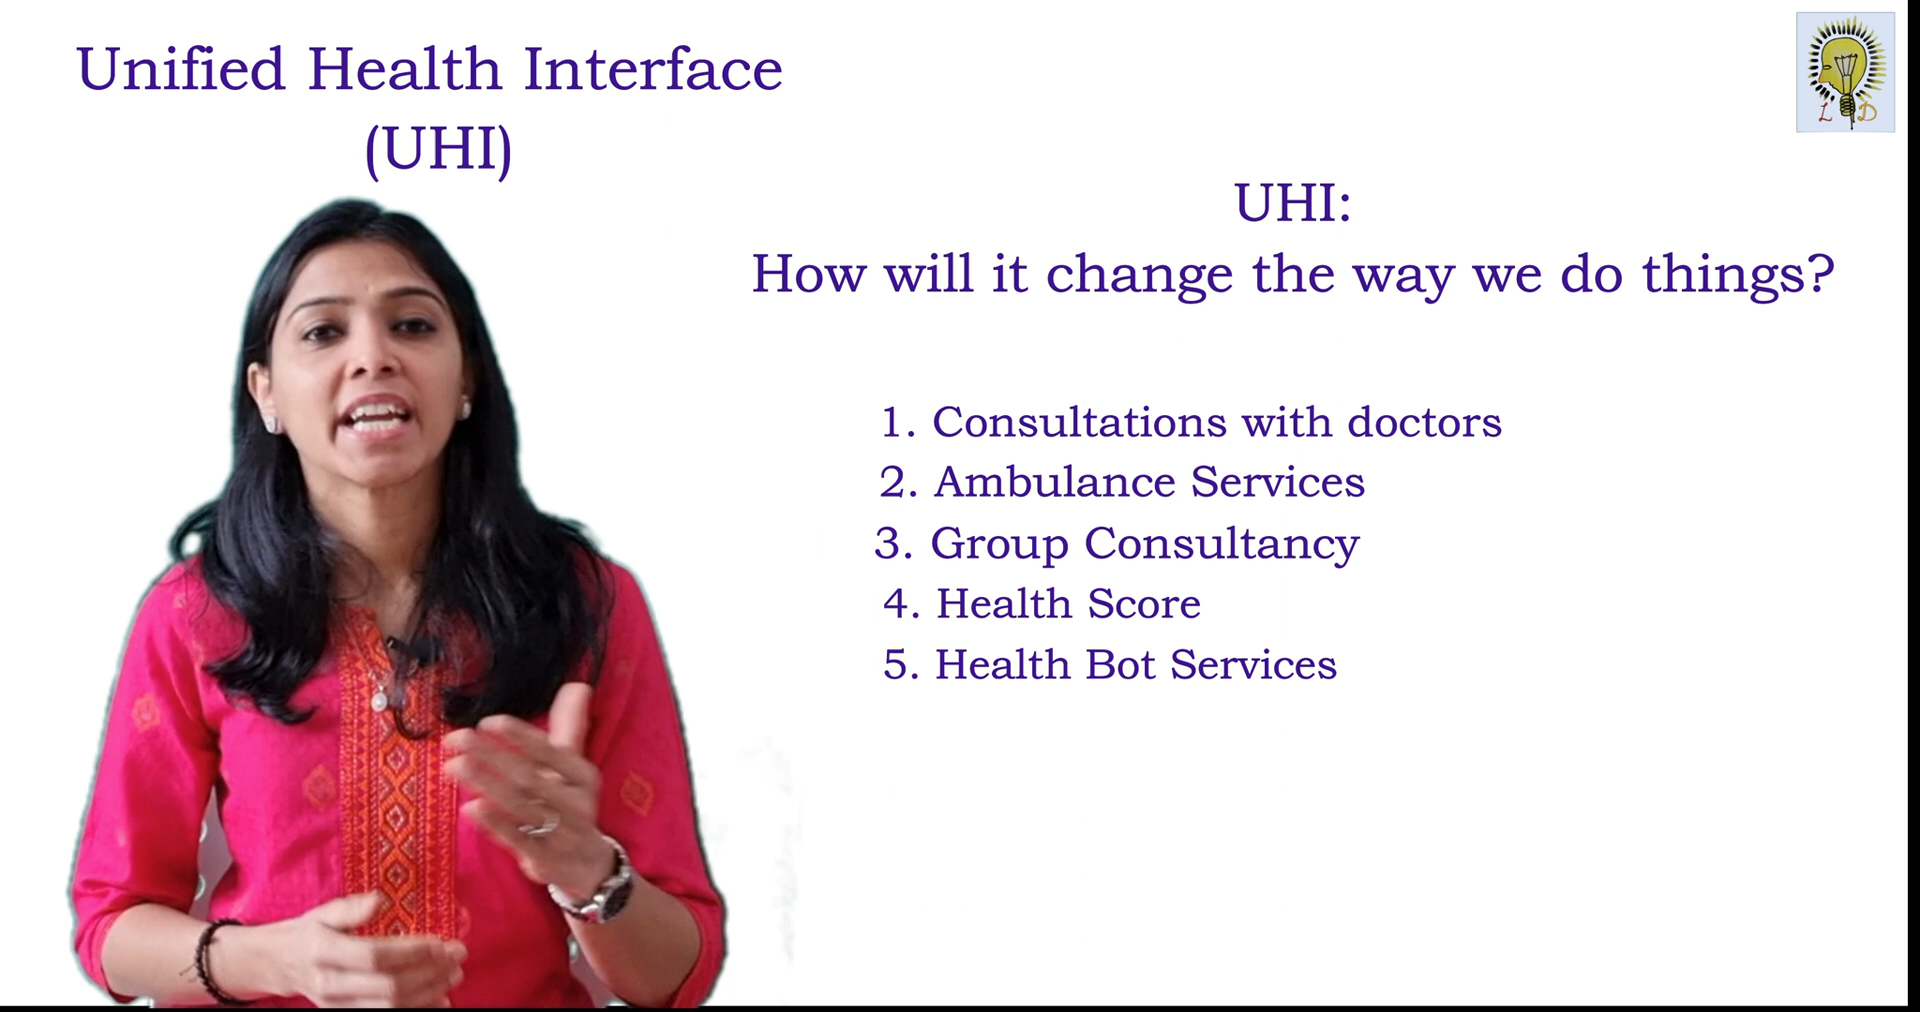 Unified Health Interface
(UHI)
UHI:
How will it change the way we do things?
1. Consultations with doctors
2. Ambulance Services
3. Group Consultancy
4. Health Score
5. Health Bot Services
L D